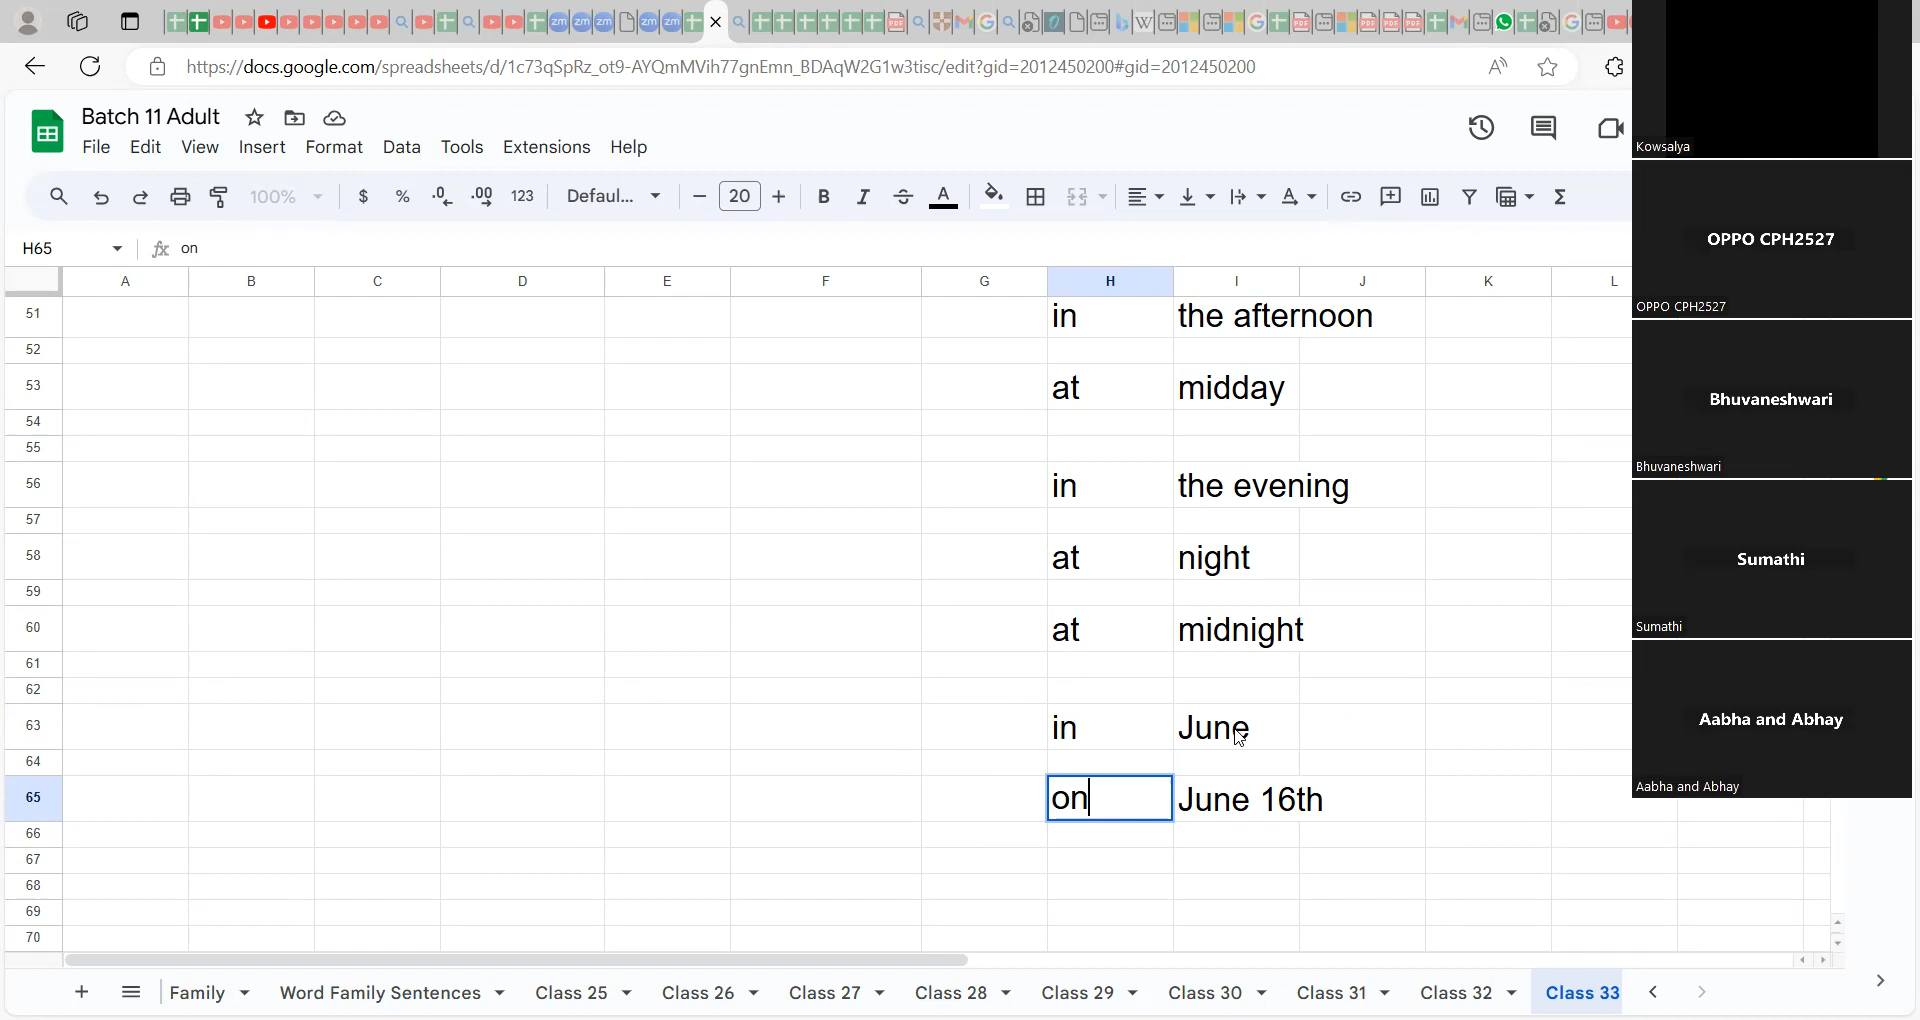 https://docs.google.com/spreadsheets/d/1c73qSpRz_ot9-AYQmMVih77gnEmn_BDAqW2G1w3tisc/edit?gid=2012450200#gid=2012450200
Batch 11 Adult
File Edit View Insert Format Data Tools Extensions Help
100% $ % .0 .00 123 Defaul... 20 B I S A
H65 fx on
A B C D E F G H I J K L
51 in the afternoon
52
53 at midday
54
55
56 in the evening
57
58 at night
59
60 at midnight
61
62
63 in June
64
65 on June 16th
66
67
68
69
70
Family Word Family Sentences Class 25 Class 26 Class 27 Class 28 Class 29 Class 30 Class 31 Class 32 Class 33
Kowsalya
OPPO CPH2527
OPPO CPH2527
Bhuvaneshwari
Bhuvaneshwari
Sumathi
Sumathi
Aabha and Abhay
Aabha and Abhay